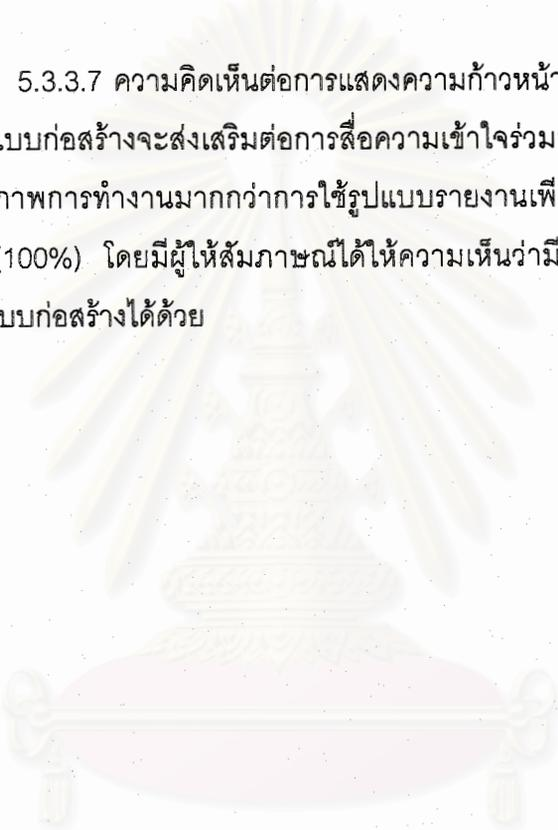 5.3.3.7 ความคิดเห็นต่อการแสดงความก้าวหน้า
แบบก่อสร้างจะส่งเสริมต่อการสื่อความเข้าใจร่วม
ภาพการทำงานมากกว่าการใช้รูปแบบรายงานเพี
(100%) โดยมีผู้ให้สัมภาษณ์ได้ให้ความเห็นว่ามี
บบก่อสร้างได้ด้วย